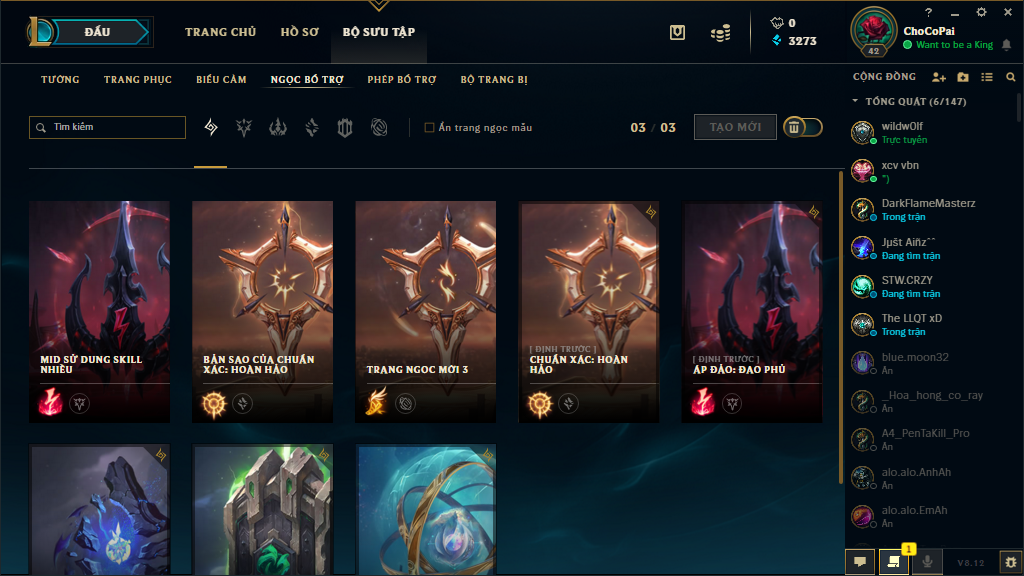 ĐẤU
TRANG CHỦ
HỒ SƠ
BỘ SƯU TẬP
0
3273
?
42
ChoCoPai
Want to be a King
TƯỚNG
TRANG PHỤC
BIỂU CẢM
NGỌC BỔ TRỢ
PHÉP BỔ TRỢ
BỘ TRANG BỊ
Tìm kiếm
Ẩn trang ngọc mẫu
03 / 03
TẠO MỚI
MID SỬ DUNG SKILL
NHIỀU
BẢN SAO CỦA CHUẨN
XÁC: HOÀN HẢO
TRANG NGỌC MỚI 3
[ ĐỊNH TRƯỚC ]
CHUẨN XÁC: HOÀN
HẢO
[ ĐỊNH TRƯỚC ]
ÁP ĐẢO: ĐAO PHỦ
CỘNG ĐỒNG
TỔNG QUÁT (6/147)
wildw0lf
Trực tuyến
xcv vbn
")
DarkFlameMasterz
Trong trận
Jµšt Aiñz^^
Đang tìm trận
STW.CRZY
Đang tìm trận
The LLQT xD
Trong trận
blue.moon32
Ẩn
_Hoa_hong_co_ray
Ẩn
A4_PenTaKill_Pro
Ẩn
alo.alo.AnhAh
Ẩn
alo.alo.EmAh
Ẩn
1
V8.12